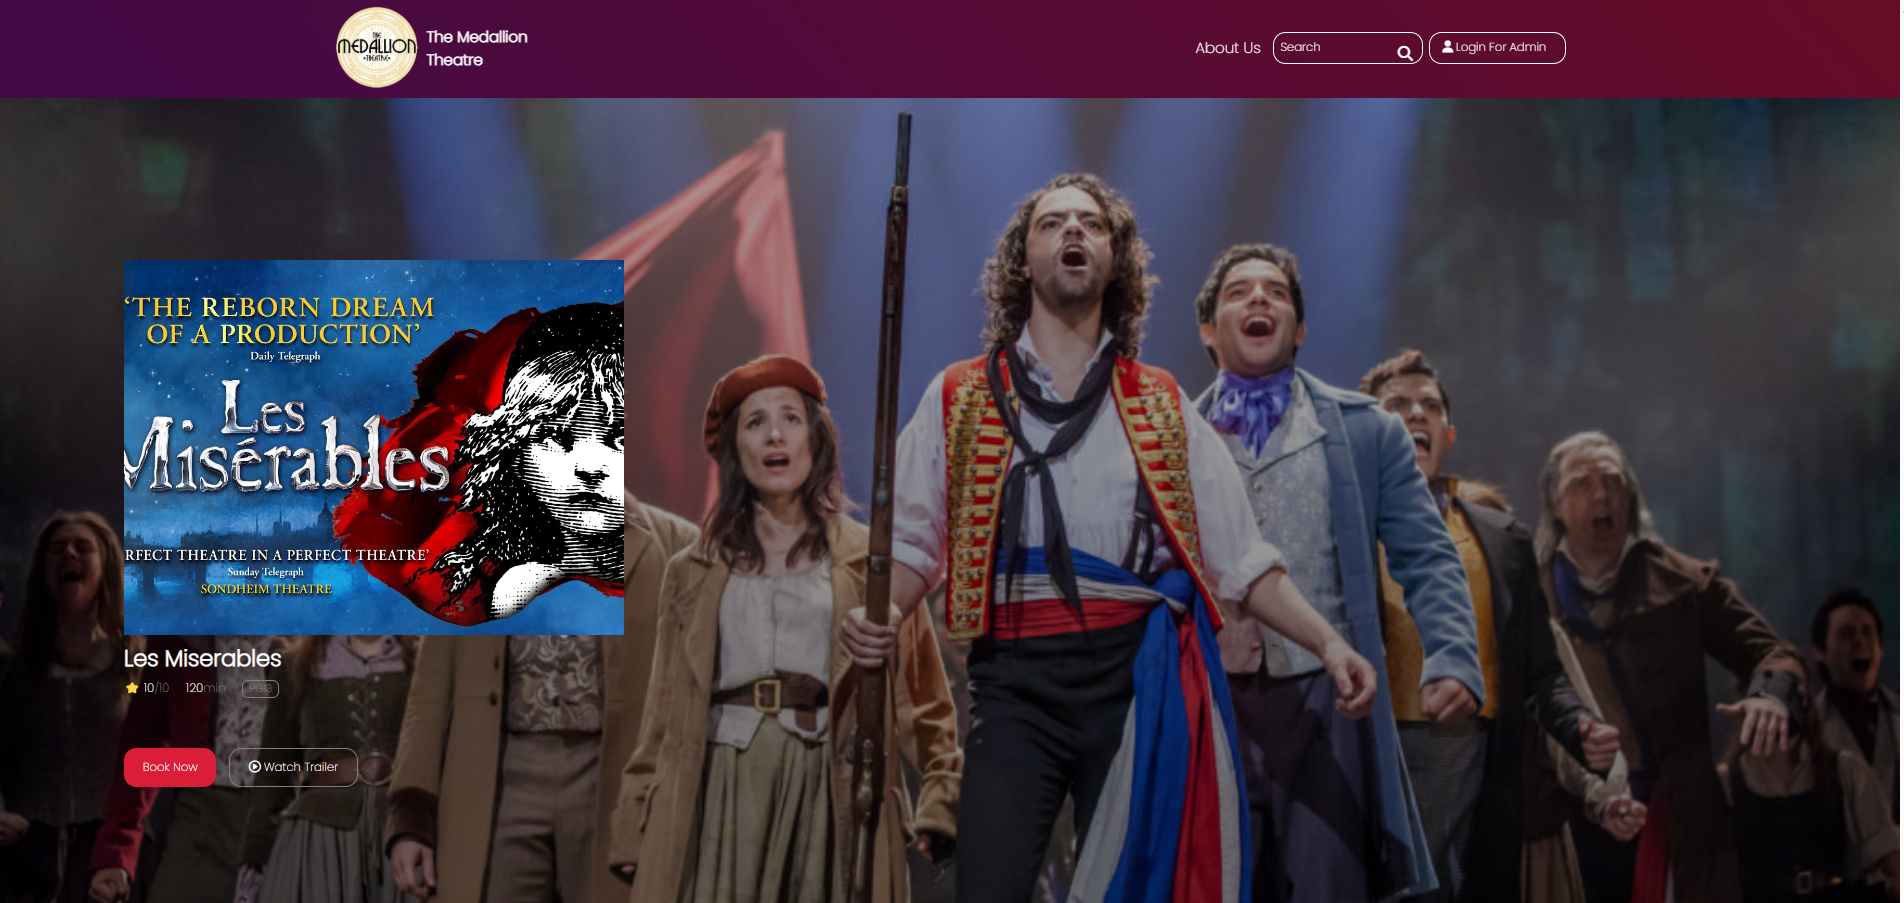 THE
MEDALLION
THEATRE
The Medallion
Theatre
About Us
Search
Login For Admin
'THE REBORN DREAM
OF A PRODUCTION'
Daily Telegraph
Les
Misérables
RFECT THEATRE IN A PERFECT THEATRE'
Sunday Telegraph
SONDHEIM THEATRE
Les Miserables
10/10 120min PG13
Book Now
Watch Trailer